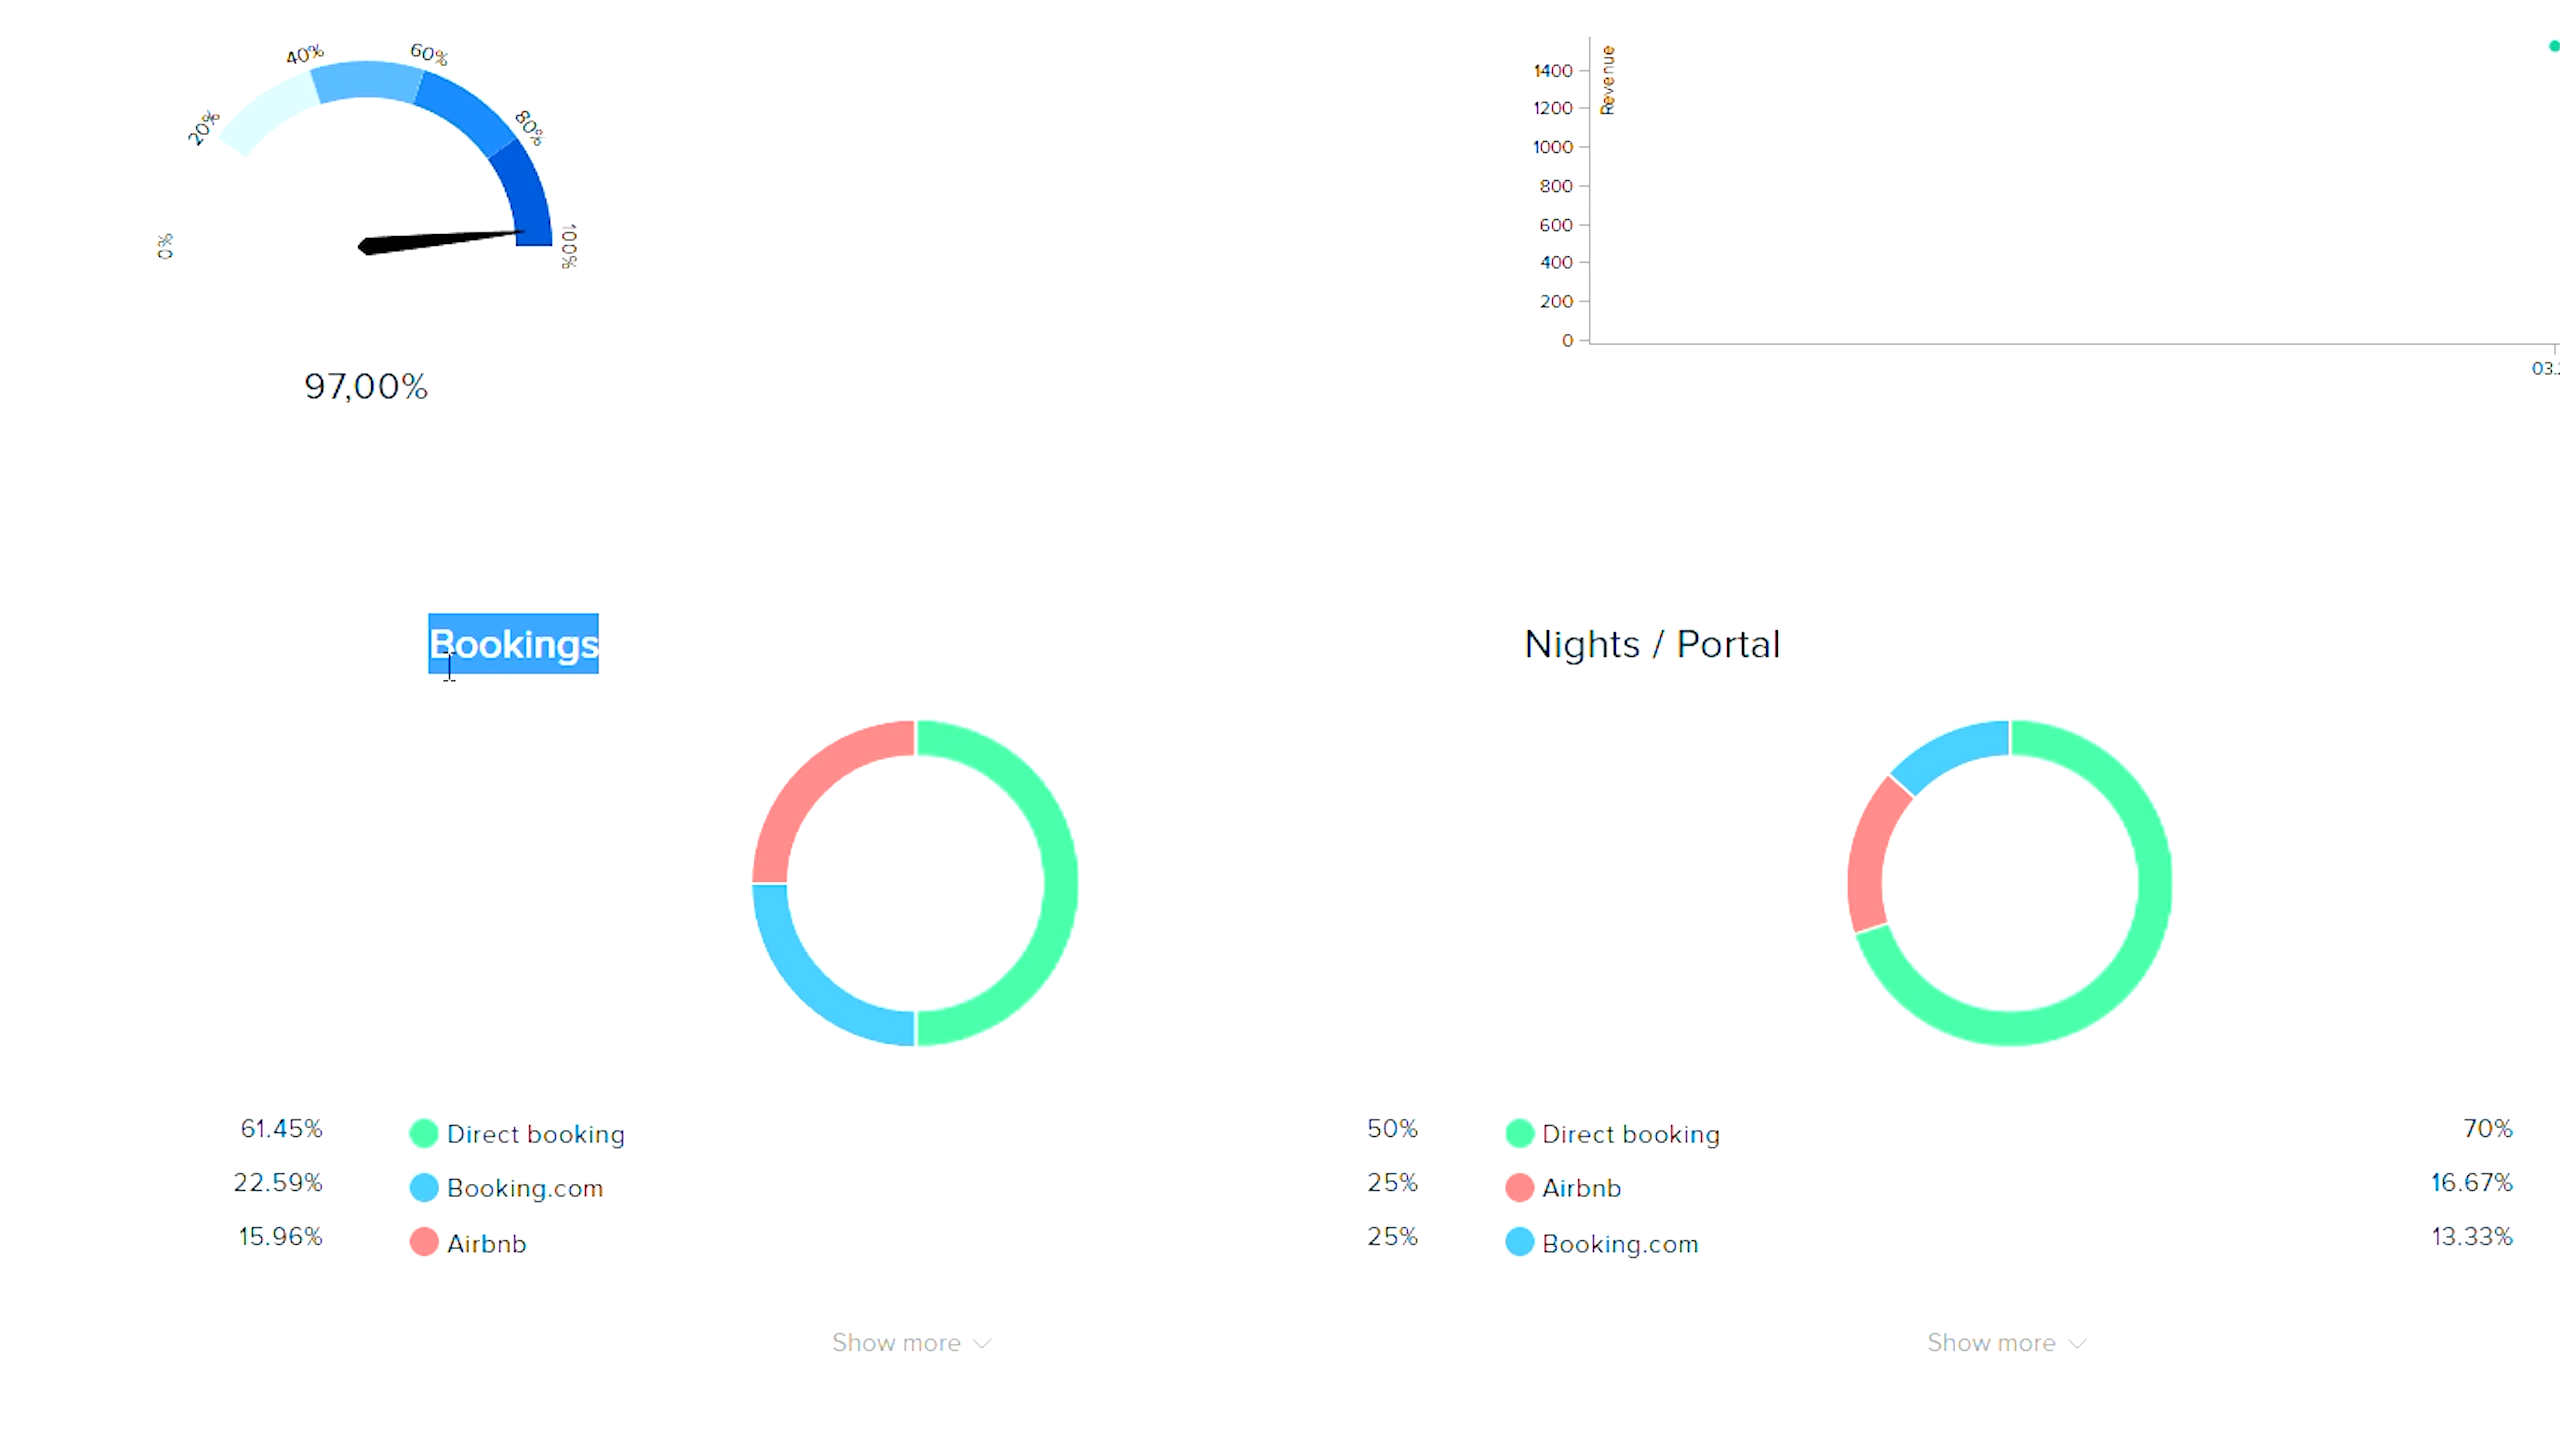 40%
60%
20%
80%
0%
100%
97,00%
Revenue
1400
1200
1000
800
600
400
200
0
03.
Bookings
Nights / Portal
61.45%
22.59%
15.96%
Direct booking
Booking.com
Airbnb
50%
25%
25%
Direct booking
Airbnb
Booking.com
70%
16.67%
13.33%
Show more
Show more